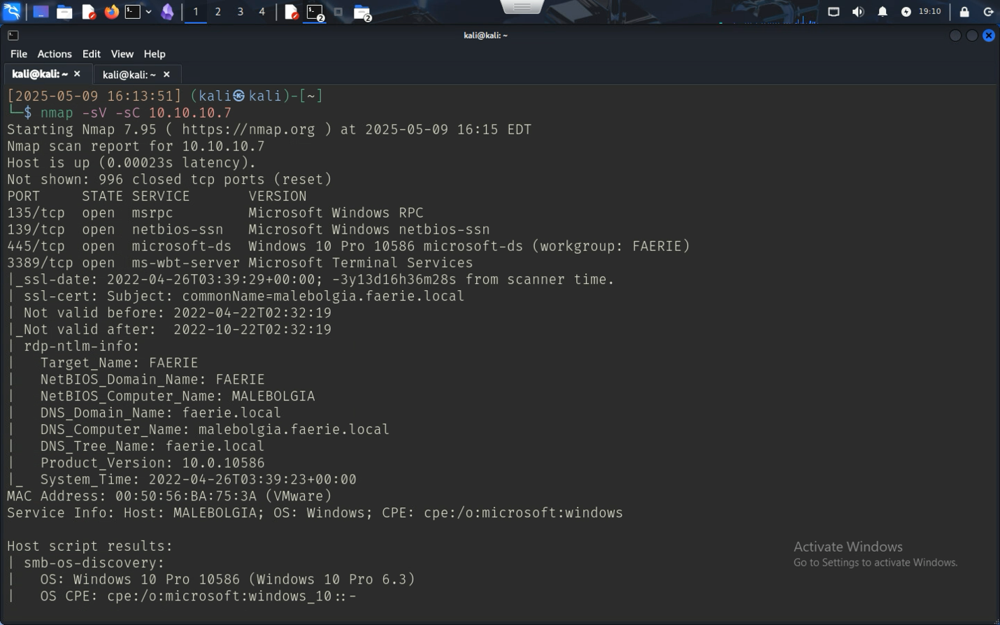 1 2 3 4 2 2 19:10
kali@kali: ~
File Actions Edit View Help
kali@kali: ~ × kali@kali: ~ ×
[2025-05-09 16:13:51] (kali㉿kali)-[~]
└─$ nmap -sV -sC 10.10.10.7
Starting Nmap 7.95 ( https://nmap.org ) at 2025-05-09 16:15 EDT
Nmap scan report for 10.10.10.7
Host is up (0.00023s latency).
Not shown: 996 closed tcp ports (reset)
PORT     STATE SERVICE       VERSION
135/tcp  open  msrpc         Microsoft Windows RPC
139/tcp  open  netbios-ssn   Microsoft Windows netbios-ssn
445/tcp  open  microsoft-ds  Windows 10 Pro 10586 microsoft-ds (workgroup: FAERIE)
3389/tcp open  ms-wbt-server Microsoft Terminal Services
|_ssl-date: 2022-04-26T03:39:29+00:00; -3y13d16h36m28s from scanner time.
| ssl-cert: Subject: commonName=malebolgia.faerie.local
| Not valid before: 2022-04-22T02:32:19
|_Not valid after:  2022-10-22T02:32:19
| rdp-ntlm-info:
|   Target_Name: FAERIE
|   NetBIOS_Domain_Name: FAERIE
|   NetBIOS_Computer_Name: MALEBOLGIA
|   DNS_Domain_Name: faerie.local
|   DNS_Computer_Name: malebolgia.faerie.local
|   DNS_Tree_Name: faerie.local
|   Product_Version: 10.0.10586
|_  System_Time: 2022-04-26T03:39:23+00:00
MAC Address: 00:50:56:BA:75:3A (VMware)
Service Info: Host: MALEBOLGIA; OS: Windows; CPE: cpe:/o:microsoft:windows
Host script results:
| smb-os-discovery:
|   OS: Windows 10 Pro 10586 (Windows 10 Pro 6.3)
|   OS CPE: cpe:/o:microsoft:windows_10::-
Activate Windows
Go to Settings to activate Windows.